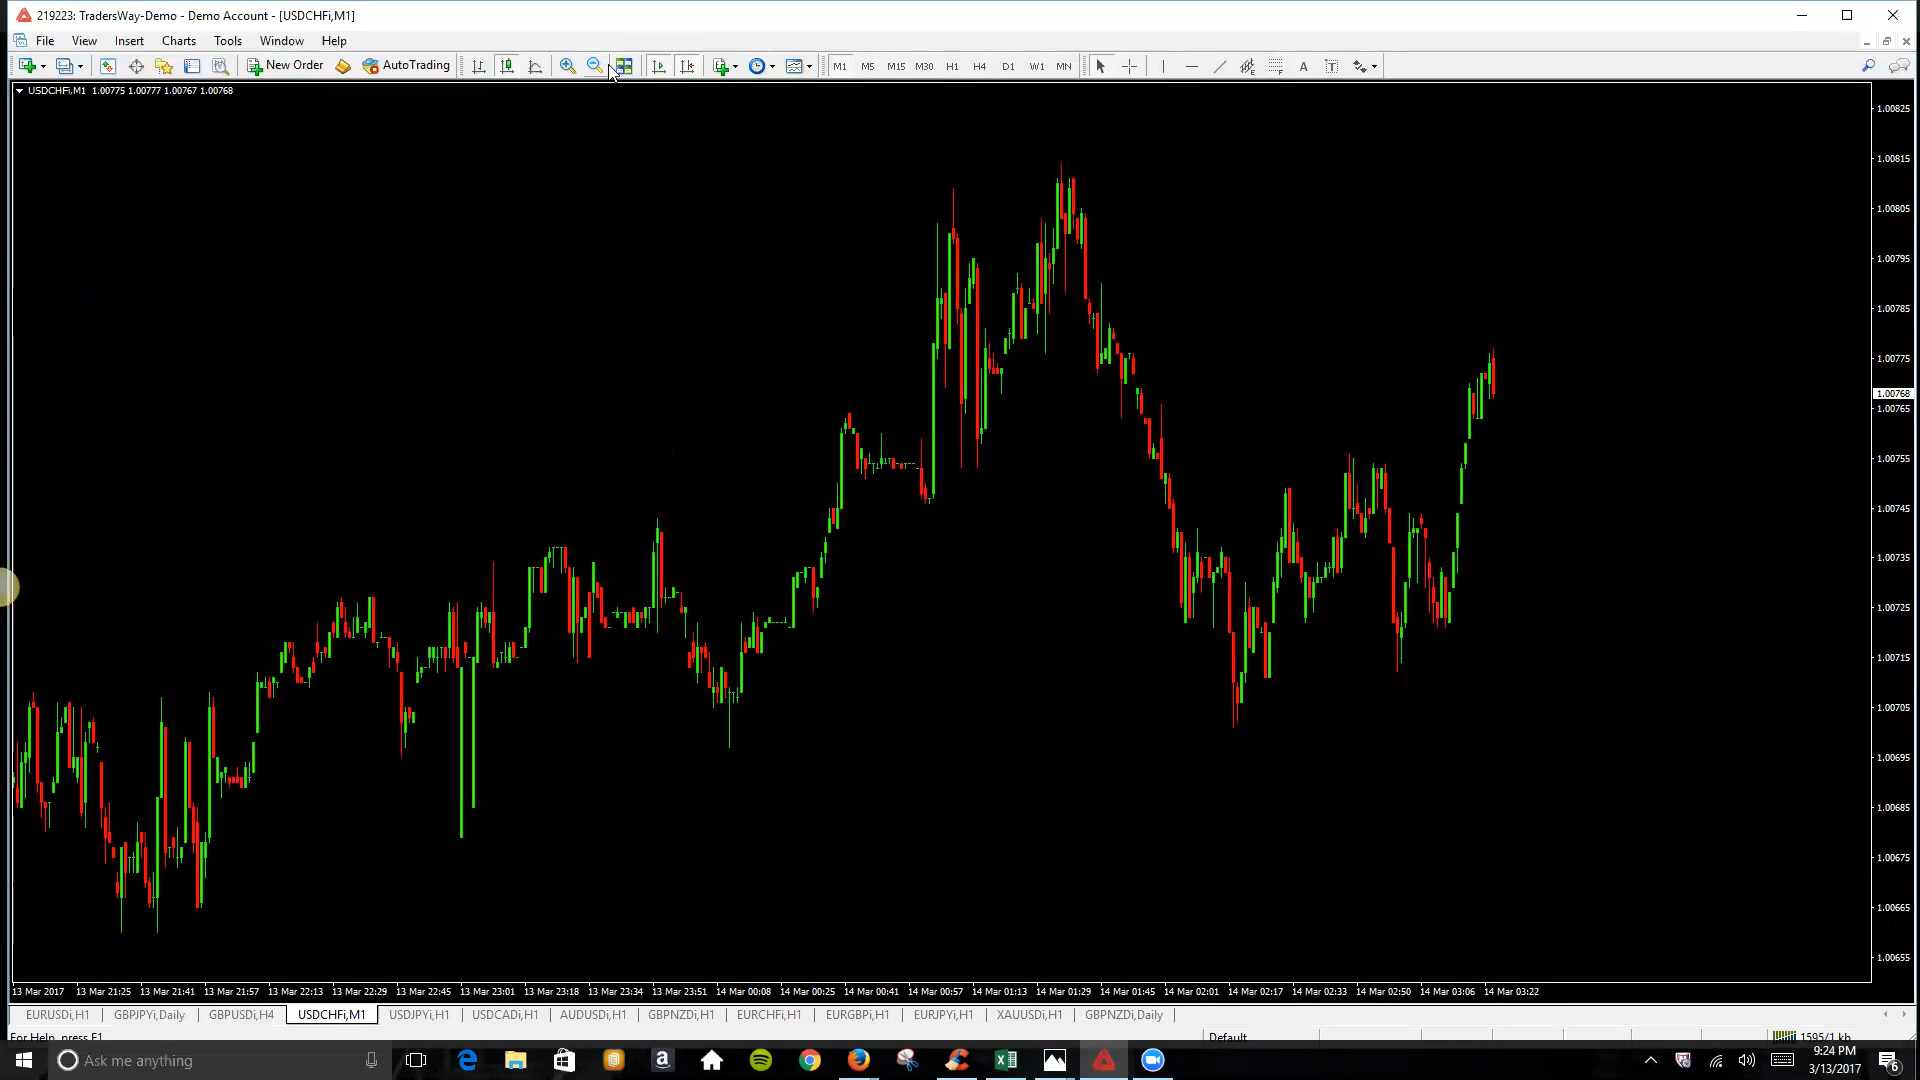 219223: TradersWay-Demo - Demo Account - [USDCHFi,M1]
File View Insert Charts Tools Window Help
New Order AutoTrading M1 M5 M15 M30 H1 H4 D1 W1 MN A T
USDCHFi,M1 1.00775 1.00777 1.00767 1.00768
1.00825
1.00815
1.00805
1.00795
1.00785
1.00775
1.00768
1.00765
1.00755
1.00745
1.00735
1.00725
1.00715
1.00705
1.00695
1.00685
1.00675
1.00665
1.00655
13 Mar 2017 13 Mar 21:25 13 Mar 21:41 13 Mar 21:57 13 Mar 22:13 13 Mar 22:29 13 Mar 22:45 13 Mar 23:01 13 Mar 23:18 13 Mar 23:34 13 Mar 23:51 14 Mar 00:08 14 Mar 00:25 14 Mar 00:41 14 Mar 00:57 14 Mar 01:13 14 Mar 01:29 14 Mar 01:45 14 Mar 02:01 14 Mar 02:17 14 Mar 02:33 14 Mar 02:50 14 Mar 03:06 14 Mar 03:22
EURUSDi,H1 GBPJPYi,Daily GBPUSDi,H4 USDCHFi,M1 USDJPYi,H1 USDCADi,H1 AUDUSDi,H1 GBPNZDi,H1 EURCHFi,H1 EURGBPi,H1 EURJPYi,H1 XAUUSDi,H1 GBPNZDi,Daily
For Help, press F1 Default 1595/1 kb
Ask me anything
9:24 PM
3/13/2017
6